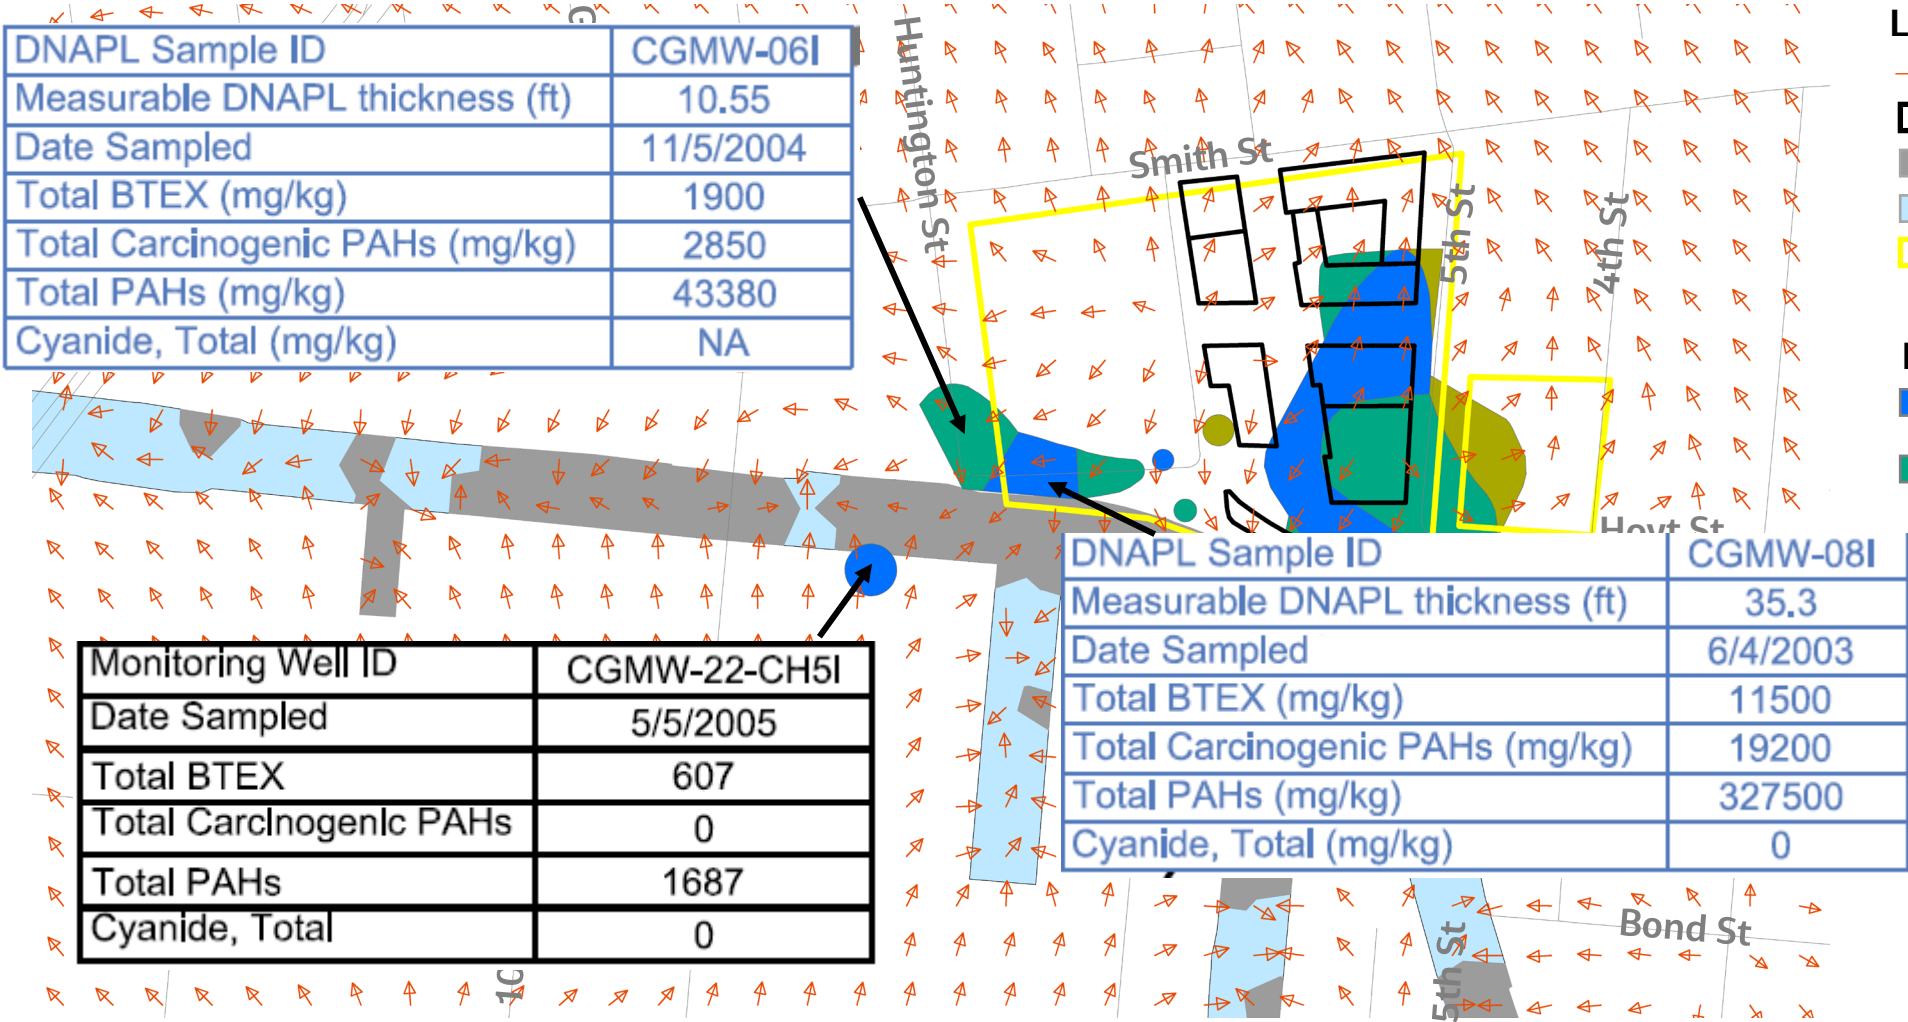 DNAPL Sample ID CGMW-06I
Measurable DNAPL thickness (ft) 10.55
Date Sampled 11/5/2004
Total BTEX (mg/kg) 1900
Total Carcinogenic PAHs (mg/kg) 2850
Total PAHs (mg/kg) 43380
Cyanide, Total (mg/kg) NA
Huntington St
Smith St
5th St
4th St
Hoyt St
DNAPL Sample ID CGMW-08I
Measurable DNAPL thickness (ft) 35.3
Date Sampled 6/4/2003
Total BTEX (mg/kg) 11500
Total Carcinogenic PAHs (mg/kg) 19200
Total PAHs (mg/kg) 327500
Cyanide, Total (mg/kg) 0
Monitoring Well ID CGMW-22-CH5I
Date Sampled 5/5/2005
Total BTEX 607
Total Carcinogenic PAHs 0
Total PAHs 1687
Cyanide, Total 0
Bond St
5th St